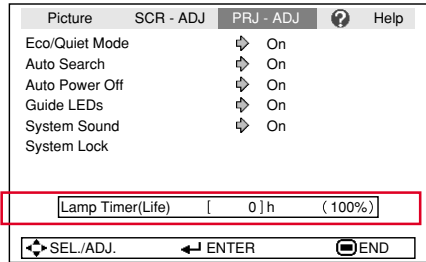 Picture SCR - ADJ PRJ - ADJ ? Help
Eco/Quiet Mode On
Auto Search On
Auto Power Off On
Guide LEDs On
System Sound On
System Lock
Lamp Timer(Life) [ 0 ] h ( 100% )
SEL./ADJ. ENTER END